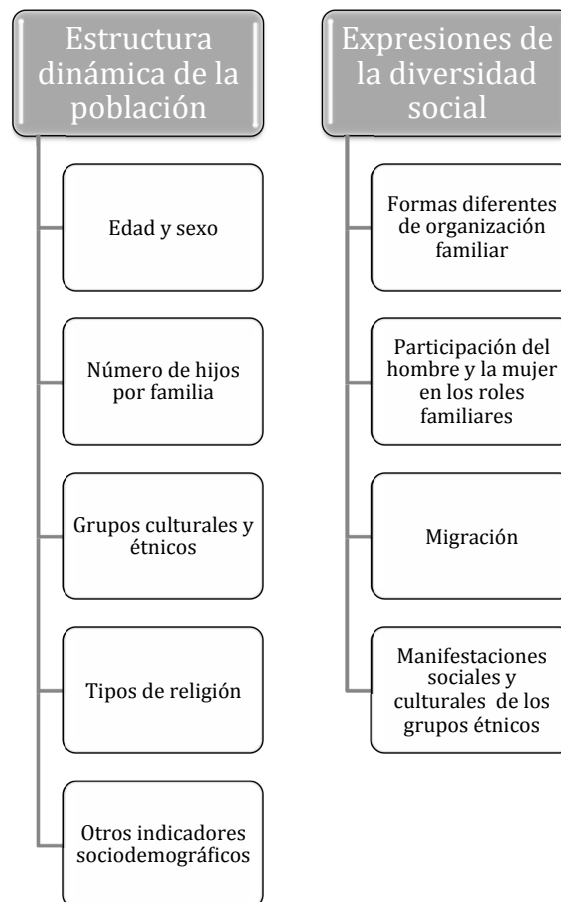 Estructura
dinámica de la
población
Edad y sexo
Número de hijos
por familia
Grupos culturales y
étnicos
Tipos de religión
Otros indicadores
sociodemográficos
Expresiones de
la diversidad
social
Formas diferentes
de organización
familiar
Participación del
hombre y la mujer
en los roles
familiares
Migración
Manifestaciones
sociales y
culturales de los
grupos étnicos